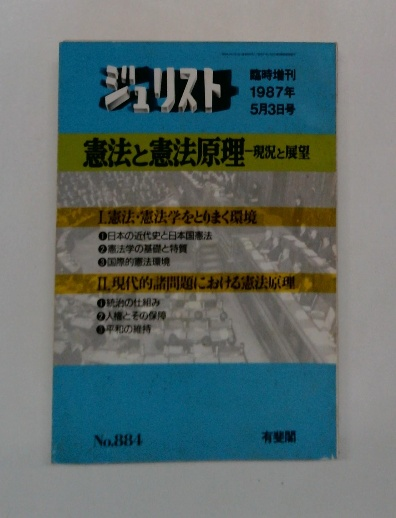 ジュリスト
臨時増刊
1987年
5月3日号
憲法と憲法原理—現況と展望
I.憲法・憲法学をとりまく環境
❶日本の近代史と日本国憲法
❷憲法学の基礎と特質
❸国際的憲法環境
II.現代的諸問題における憲法原理
❶統治の仕組み
❷人権とその保障
❸平和の維持
No.884
有斐閣